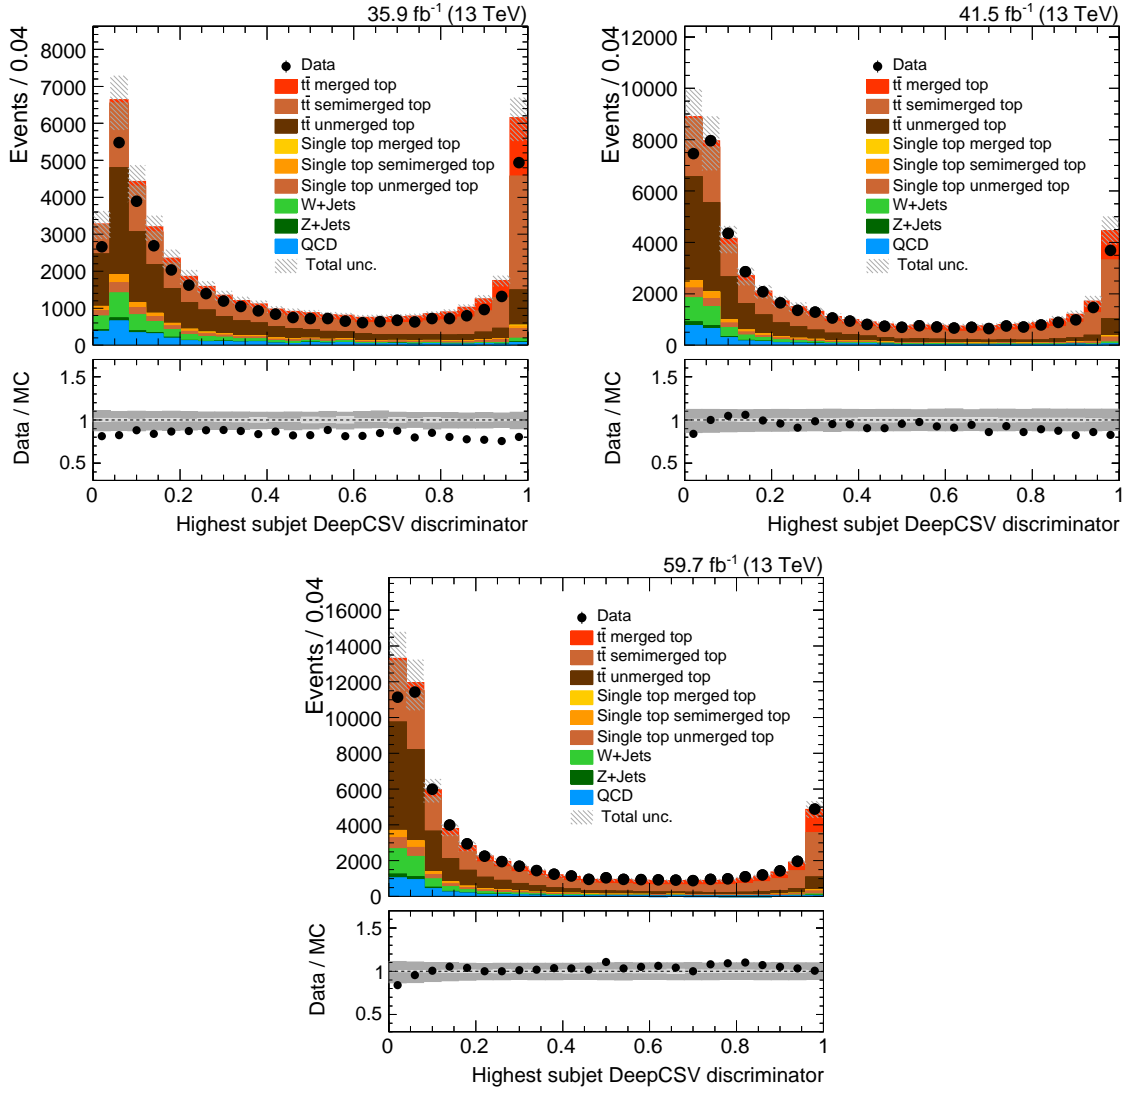 35.9 fb-1 (13 TeV)
Events / 0.04
8000
7000
6000
5000
4000
3000
2000
1000
0
Data
tt̄ merged top
tt̄ semimerged top
tt̄ unmerged top
Single top merged top
Single top semimerged top
Single top unmerged top
W+Jets
Z+Jets
QCD
Total unc.
Data / MC
1.5
1
0.5
0 0.2 0.4 0.6 0.8 1
Highest subjet DeepCSV discriminator
41.5 fb-1 (13 TeV)
Events / 0.04
12000
10000
8000
6000
4000
2000
0
Data
tt̄ merged top
tt̄ semimerged top
tt̄ unmerged top
Single top merged top
Single top semimerged top
Single top unmerged top
W+Jets
Z+Jets
QCD
Total unc.
Data / MC
1.5
1
0.5
0 0.2 0.4 0.6 0.8 1
Highest subjet DeepCSV discriminator
59.7 fb-1 (13 TeV)
Events / 0.04
16000
14000
12000
10000
8000
6000
4000
2000
0
Data
tt̄ merged top
tt̄ semimerged top
tt̄ unmerged top
Single top merged top
Single top semimerged top
Single top unmerged top
W+Jets
Z+Jets
QCD
Total unc.
Data / MC
1.5
1
0.5
0 0.2 0.4 0.6 0.8 1
Highest subjet DeepCSV discriminator